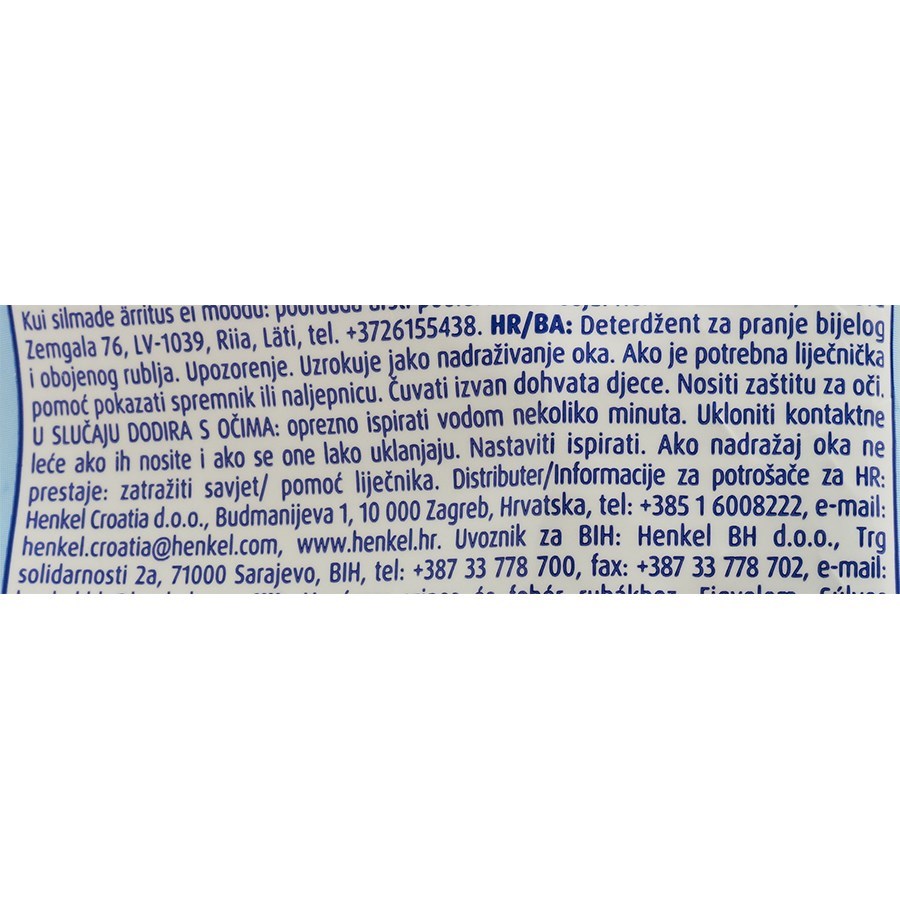 Kui silmade ärritus ei möödu:
Zemgala 76, LV-1039, Riia, Läti, tel. +3726155438. HR/BA: Deterdžent za pranje bijelog
i obojenog rublja. Upozorenje. Uzrokuje jako nadraživanje oka. Ako je potrebna liječnička
pomoć pokazati spremnik ili naljepnicu. Čuvati izvan dohvata djece. Nositi zaštitu za oči.
U SLUČAJU DODIRA S OČIMA: oprezno ispirati vodom nekoliko minuta. Ukloniti kontaktne
leće ako ih nosite i ako se one lako uklanjaju. Nastaviti ispirati. Ako nadražaj oka ne
prestaje: zatražiti savjet/ pomoć liječnika. Distributer/Informacije za potrošače za HR:
Henkel Croatia d.o.o., Budmanijeva 1, 10 000 Zagreb, Hrvatska, tel: +385 1 6008222, e-mail:
henkel.croatia@henkel.com, www.henkel.hr. Uvoznik za BIH: Henkel BH d.o.o., Trg
solidarnosti 2a, 71000 Sarajevo, BIH, tel: +387 33 778 700, fax: +387 33 778 702, e-mail: